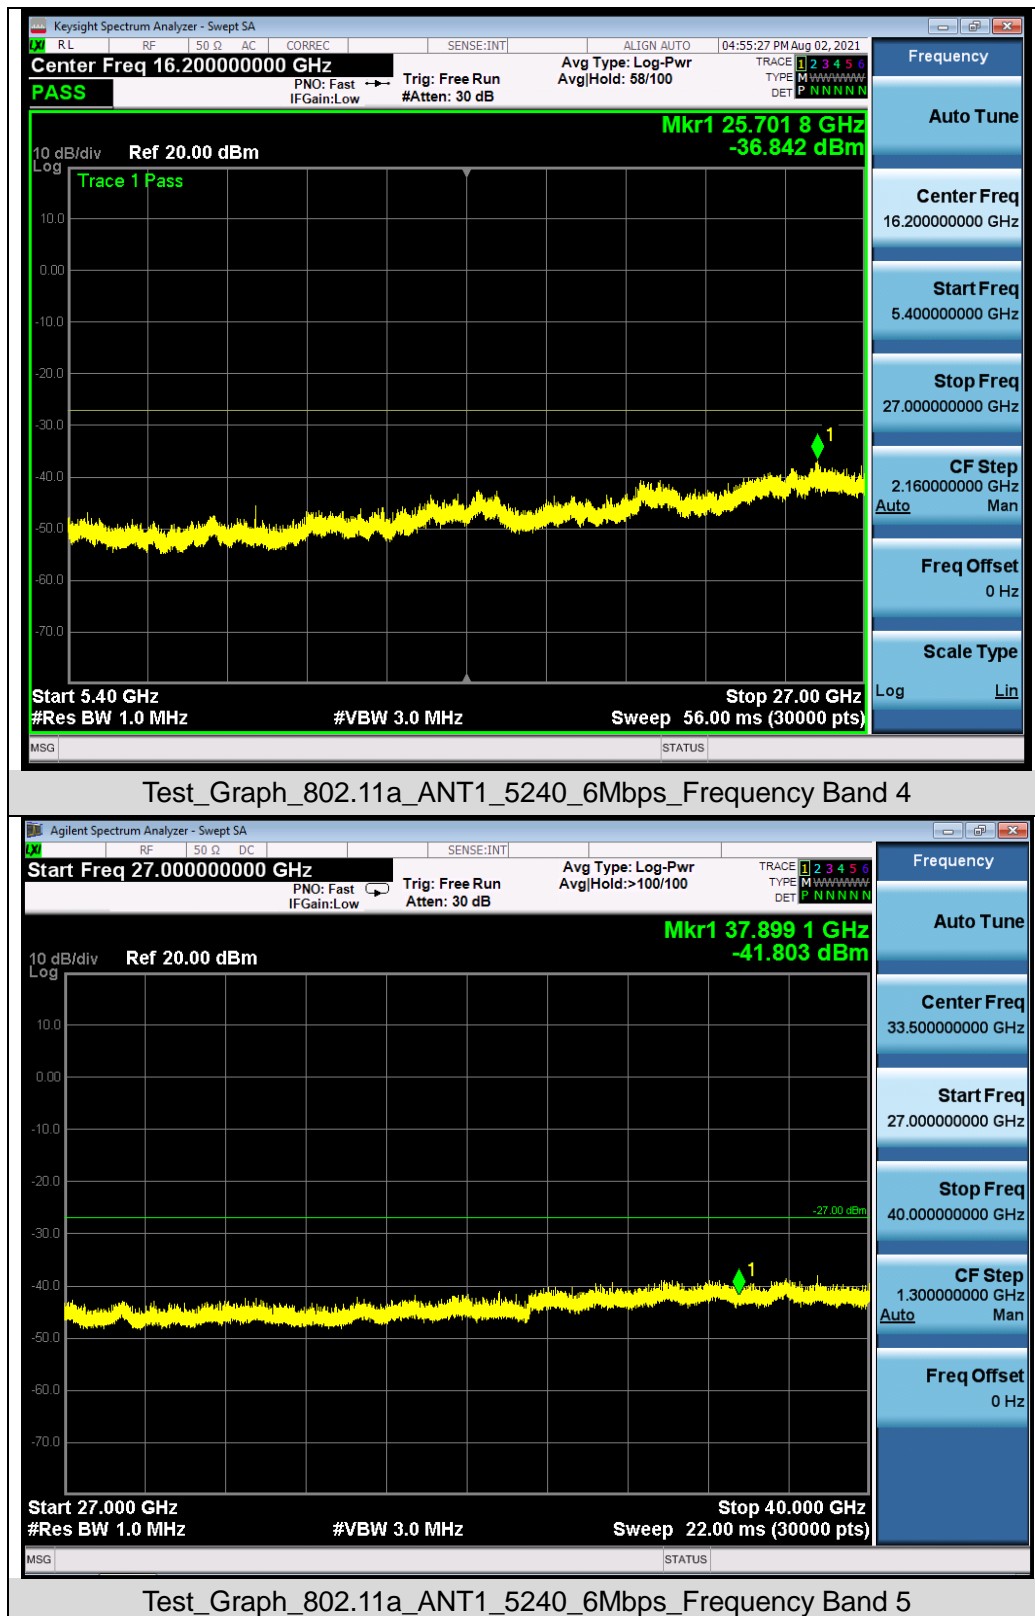 Keysight Spectrum Analyzer - Swept SA
LXI RL RF 50 Ω AC CORREC SENSE:INT ALIGN AUTO 04:55:27 PM Aug 02, 2021
Center Freq 16.200000000 GHz
PASS
PNO: Fast
IFGain:Low
Trig: Free Run
#Atten: 30 dB
Avg Type: Log-Pwr
Avg|Hold: 58/100
TRACE 1 2 3 4 5 6
TYPE M W W W W W
DET P N N N N N
Mkr1 25.701 8 GHz
-36.842 dBm
10 dB/div Ref 20.00 dBm
Log
Trace 1 Pass
10.0
0.00
-10.0
-20.0
-30.0
-40.0
-50.0
-60.0
-70.0
1
Start 5.40 GHz Stop 27.00 GHz
#Res BW 1.0 MHz #VBW 3.0 MHz Sweep 56.00 ms (30000 pts)
MSG STATUS
Frequency
Auto Tune
Center Freq
16.200000000 GHz
Start Freq
5.400000000 GHz
Stop Freq
27.000000000 GHz
CF Step
2.160000000 GHz
Auto Man
Freq Offset
0 Hz
Scale Type
Log Lin
Test_Graph_802.11a_ANT1_5240_6Mbps_Frequency Band 4
Agilent Spectrum Analyzer - Swept SA
LXI RF 50 Ω DC SENSE:INT
Start Freq 27.000000000 GHz
PNO: Fast
IFGain:Low
Trig: Free Run
Atten: 30 dB
Avg Type: Log-Pwr
Avg|Hold:>100/100
TRACE 1 2 3 4 5 6
TYPE M W W W W W
DET P N N N N N
Mkr1 37.899 1 GHz
-41.803 dBm
10 dB/div Ref 20.00 dBm
Log
10.0
0.00
-10.0
-20.0
-30.0
-40.0
-50.0
-60.0
-70.0
-27.00 dBm
1
Start 27.000 GHz Stop 40.000 GHz
#Res BW 1.0 MHz #VBW 3.0 MHz Sweep 22.00 ms (30000 pts)
MSG STATUS
Frequency
Auto Tune
Center Freq
33.500000000 GHz
Start Freq
27.000000000 GHz
Stop Freq
40.000000000 GHz
CF Step
1.300000000 GHz
Auto Man
Freq Offset
0 Hz
Test_Graph_802.11a_ANT1_5240_6Mbps_Frequency Band 5